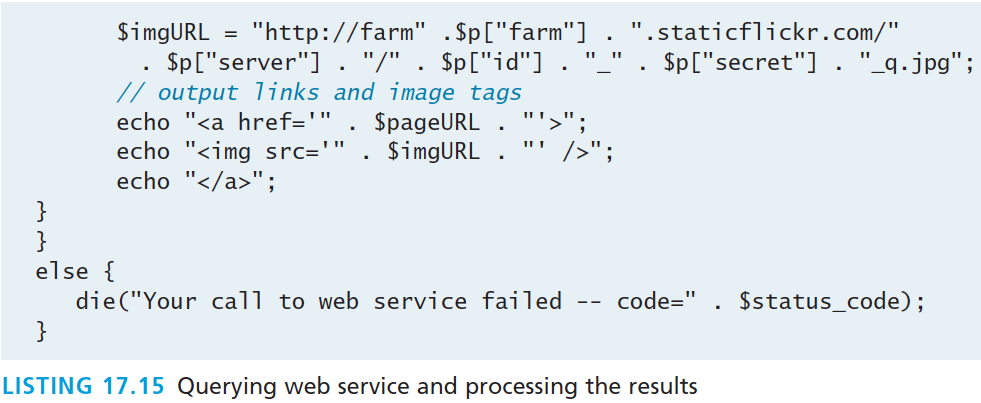 $imgURL = "http://farm" .$p["farm"] . ".staticflickr.com/"
. $p["server"] . "/" . $p["id"] . "_" . $p["secret"] . "_q.jpg";
// output links and image tags
echo "<a href='" . $pageURL . "'>";
echo "<img src='" . $imgURL . "' />";
echo "</a>";
}
}
else {
die("Your call to web service failed -- code=" . $status_code);
}
LISTING 17.15 Querying web service and processing the results